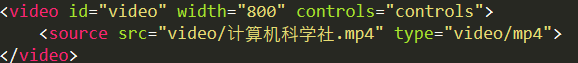 <video id="video" width="800" controls="controls">
<source src="video/计算机科学社.mp4" type="video/mp4">
</video>